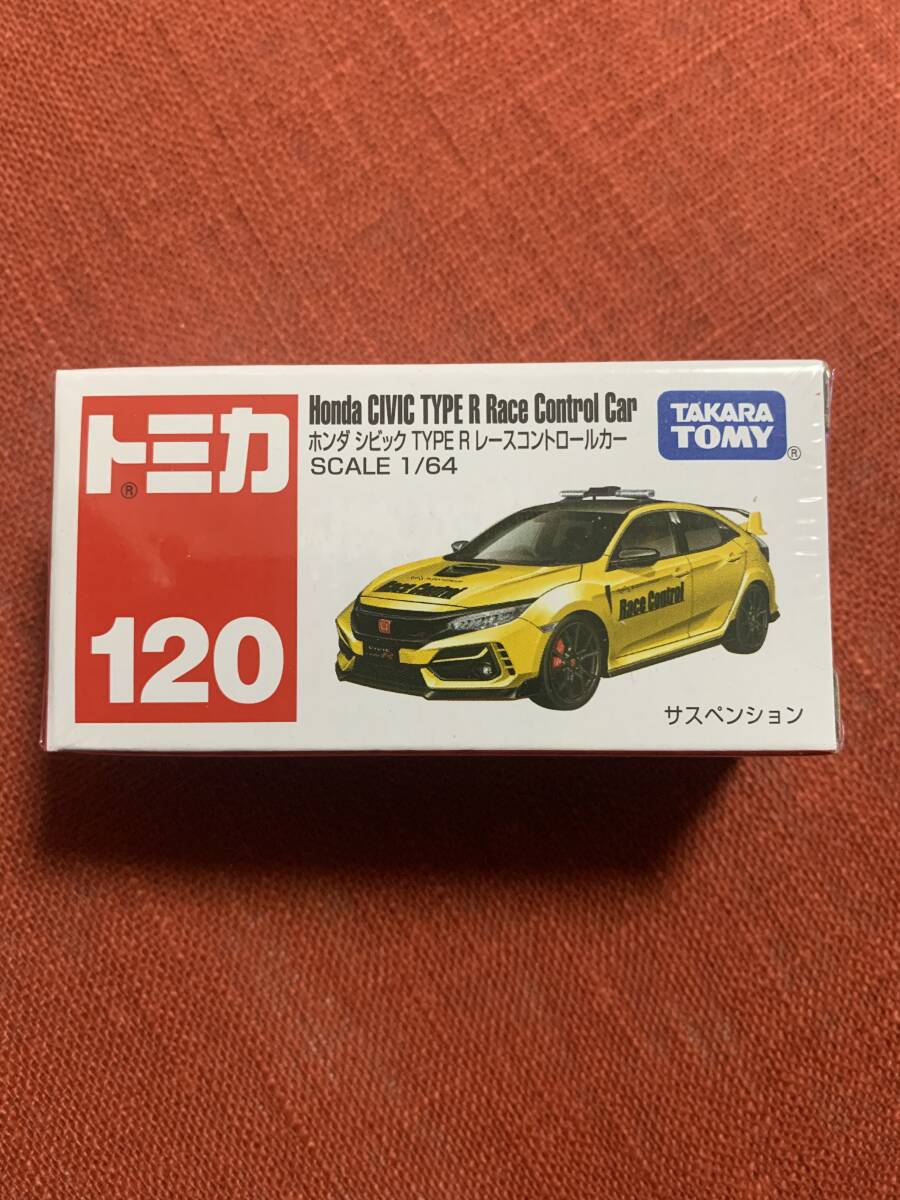 トミカ
®
120
Honda CIVIC TYPE R Race Control Car
ホンダ シビック TYPE R レースコントロールカー
SCALE 1/64
TAKARA
TOMY
®
Race Control
Race Control
サスペンション